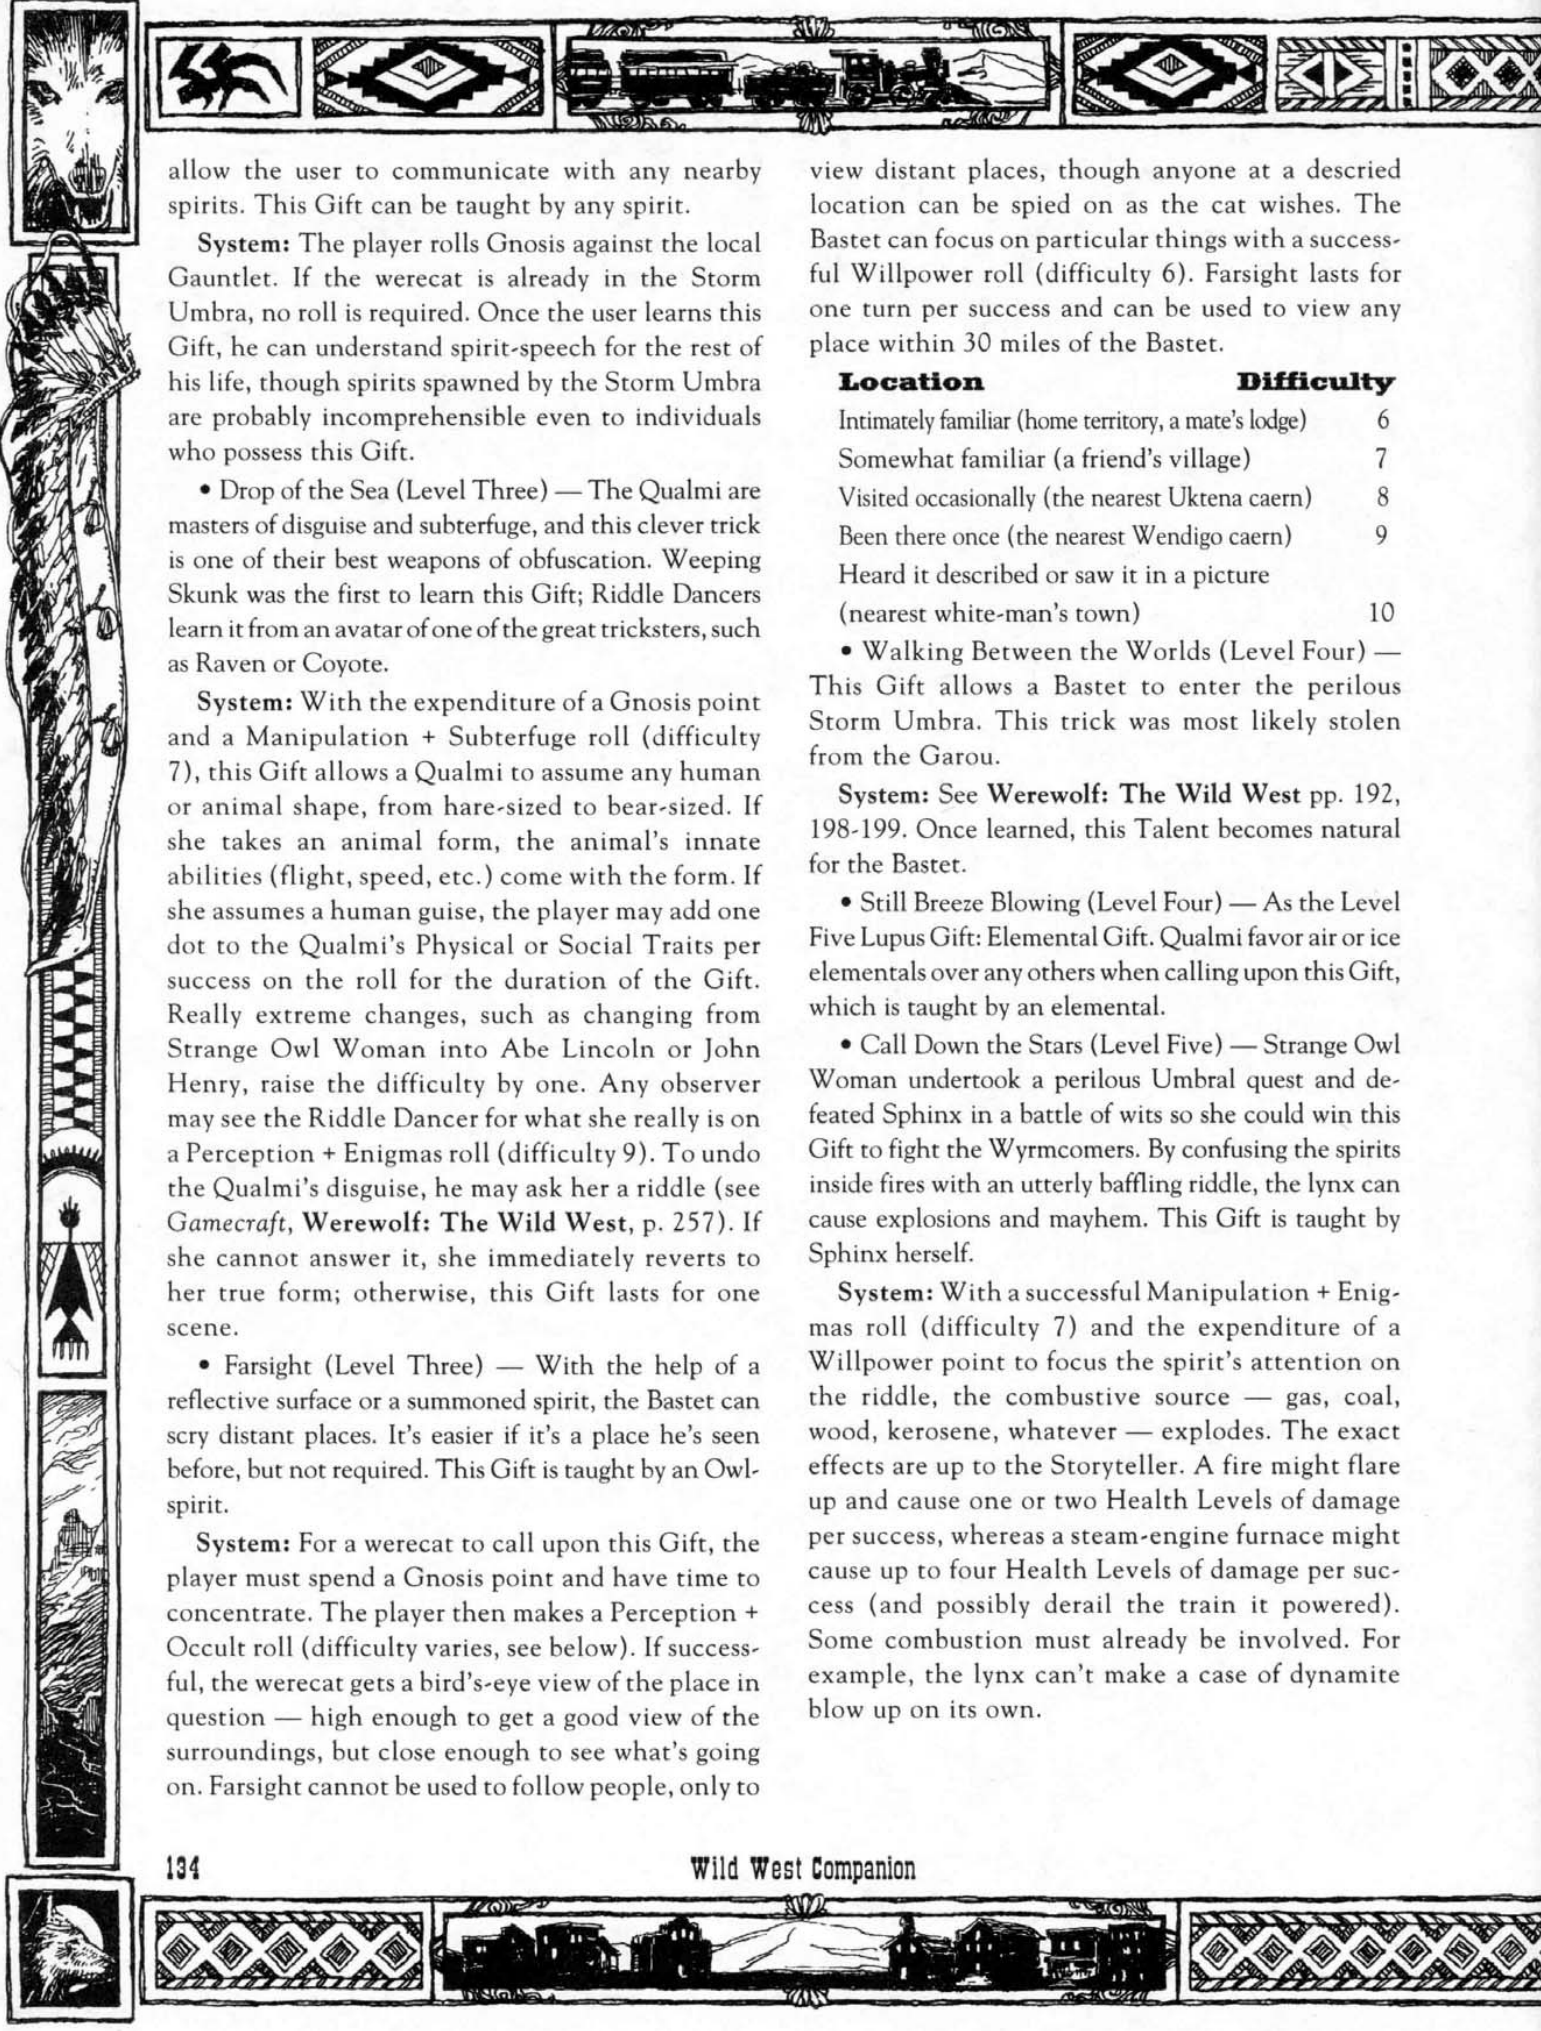 allow the user to communicate with any nearby
spirits. This Gift can be taught by any spirit.
System: The player rolls Gnosis against the local
Gauntlet. If the werecat is already in the Storm
Umbra, no roll is required. Once the user learns this
Gift, he can understand spirit-speech for the rest of
his life, though spirits spawned by the Storm Umbra
are probably incomprehensible even to individuals
who possess this Gift.
• Drop of the Sea (Level Three) — The Qualmi are
masters of disguise and subterfuge, and this clever trick
is one of their best weapons of obfuscation. Weeping
Skunk was the first to learn this Gift; Riddle Dancers
learn it from an avatar of one of the great tricksters, such
as Raven or Coyote.
System: With the expenditure of a Gnosis point
and a Manipulation + Subterfuge roll (difficulty
7), this Gift allows a Qualmi to assume any human
or animal shape, from hare-sized to bear-sized. If
she takes an animal form, the animal's innate
abilities (flight, speed, etc.) come with the form. If
she assumes a human guise, the player may add one
dot to the Qualmi's Physical or Social Traits per
success on the roll for the duration of the Gift.
Really extreme changes, such as changing from
Strange Owl Woman into Abe Lincoln or John
Henry, raise the difficulty by one. Any observer
may see the Riddle Dancer for what she really is on
a Perception + Enigmas roll (difficulty 9). To undo
the Qualmi's disguise, he may ask her a riddle (see
Gamecraft, Werewolf: The Wild West, p. 257). If
she cannot answer it, she immediately reverts to
her true form; otherwise, this Gift lasts for one
scene.
• Farsight (Level Three) — With the help of a
reflective surface or a summoned spirit, the Bastet can
scry distant places. It's easier if it's a place he's seen
before, but not required. This Gift is taught by an Owl-
spirit.
System: For a werecat to call upon this Gift, the
player must spend a Gnosis point and have time to
concentrate. The player then makes a Perception +
Occult roll (difficulty varies, see below). If success-
ful, the werecat gets a bird's-eye view of the place in
question — high enough to get a good view of the
surroundings, but close enough to see what's going
on. Farsight cannot be used to follow people, only to
view distant places, though anyone at a descried
location can be spied on as the cat wishes. The
Bastet can focus on particular things with a success-
ful Willpower roll (difficulty 6). Farsight lasts for
one turn per success and can be used to view any
place within 30 miles of the Bastet.
Location Difficulty
Intimately familiar (home territory, a mate's lodge) 6
Somewhat familiar (a friend's village) 7
Visited occasionally (the nearest Uktena caern) 8
Been there once (the nearest Wendigo caern) 9
Heard it described or saw it in a picture
(nearest white-man's town) 10
• Walking Between the Worlds (Level Four) —
This Gift allows a Bastet to enter the perilous
Storm Umbra. This trick was most likely stolen
from the Garou.
System: See Werewolf: The Wild West pp. 192,
198-199. Once learned, this Talent becomes natural
for the Bastet.
• Still Breeze Blowing (Level Four) — As the Level
Five Lupus Gift: Elemental Gift. Qualmi favor air or ice
elementals over any others when calling upon this Gift,
which is taught by an elemental.
• Call Down the Stars (Level Five) — Strange Owl
Woman undertook a perilous Umbral quest and de-
feated Sphinx in a battle of wits so she could win this
Gift to fight the Wyrmcomers. By confusing the spirits
inside fires with an utterly baffling riddle, the lynx can
cause explosions and mayhem. This Gift is taught by
Sphinx herself.
System: With a successful Manipulation + Enig-
mas roll (difficulty 7) and the expenditure of a
Willpower point to focus the spirit's attention on
the riddle, the combustive source — gas, coal,
wood, kerosene, whatever — explodes. The exact
effects are up to the Storyteller. A fire might flare
up and cause one or two Health Levels of damage
per success, whereas a steam-engine furnace might
cause up to four Health Levels of damage per suc-
cess (and possibly derail the train it powered).
Some combustion must already be involved. For
example, the lynx can't make a case of dynamite
blow up on its own.
134
Wild West Companion